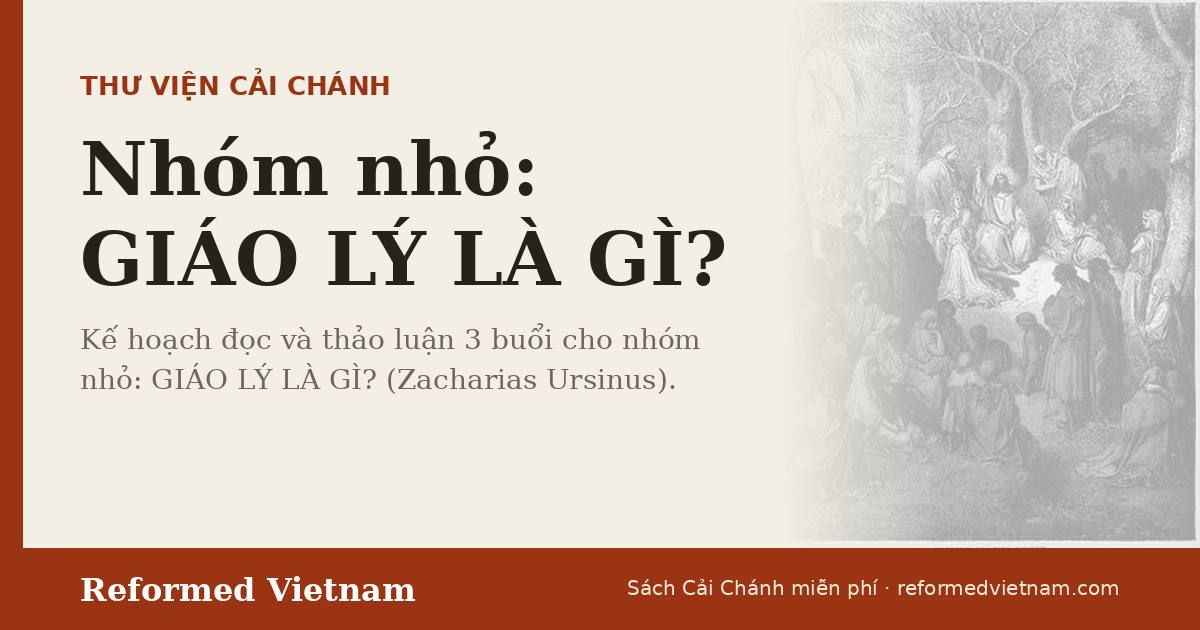 THƯ VIỆN CẢI CHÁNH
Nhóm nhỏ:
GIÁO LÝ LÀ GÌ?
Kế hoạch đọc và thảo luận 3 buổi cho nhóm
nhỏ: GIÁO LÝ LÀ GÌ? (Zacharias Ursinus).
Reformed Vietnam
Sách Cải Chánh miễn phí · reformedvietnam.com